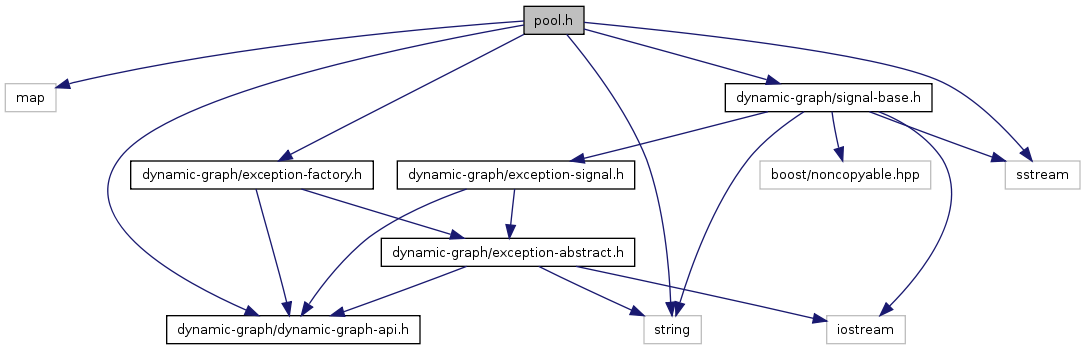 pool.h
map
dynamic-graph/signal-base.h
dynamic-graph/exception-factory.h
dynamic-graph/exception-signal.h
boost/noncopyable.hpp
sstream
dynamic-graph/exception-abstract.h
dynamic-graph/dynamic-graph-api.h
string
iostream